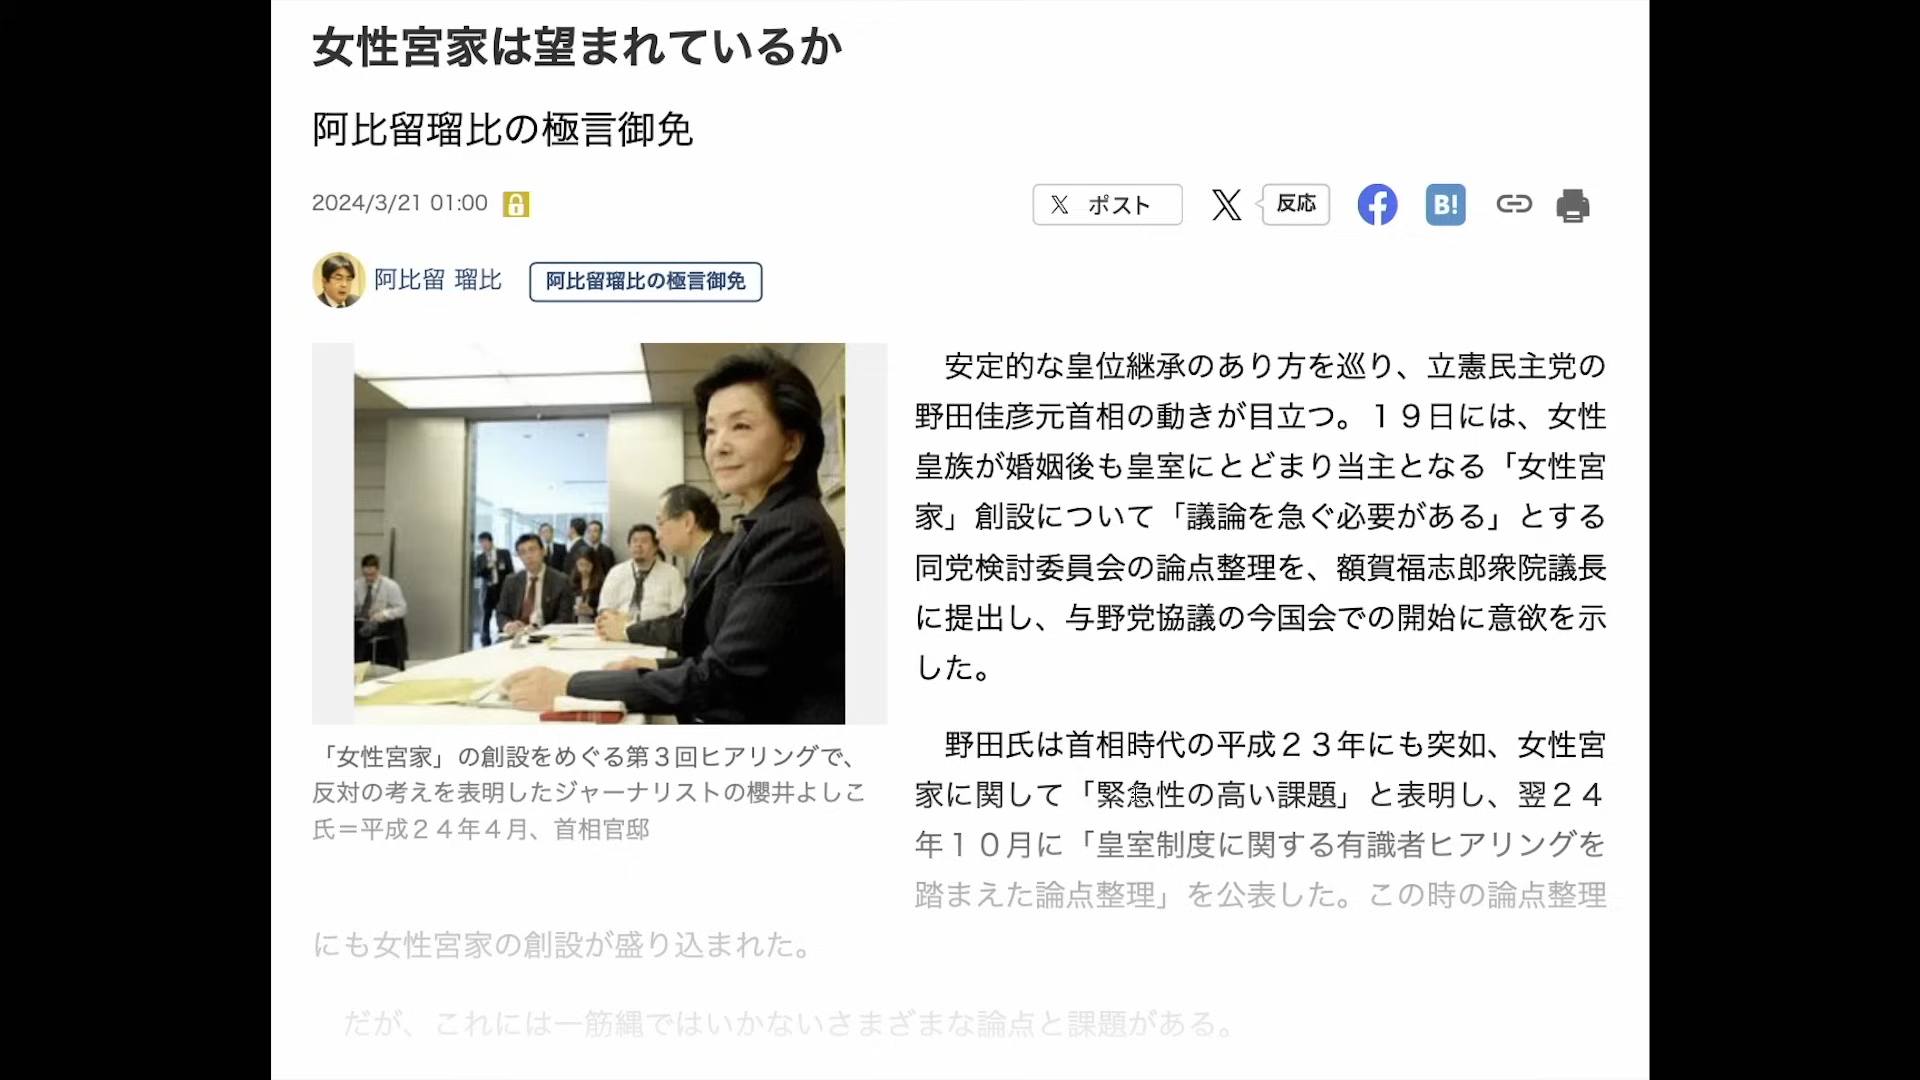 女性宮家は望まれているか
阿比留瑠比の極言御免
2024/3/21 01:00
ポスト
反応
B!
阿比留 瑠比
阿比留瑠比の極言御免
「女性宮家」の創設をめぐる第３回ヒアリングで、
反対の考えを表明したジャーナリストの櫻井よしこ
氏＝平成２４年４月、首相官邸
安定的な皇位継承のあり方を巡り、立憲民主党の
野田佳彦元首相の動きが目立つ。１９日には、女性
皇族が婚姻後も皇室にとどまり当主となる「女性宮
家」創設について「議論を急ぐ必要がある」とする
同党検討委員会の論点整理を、額賀福志郎衆院議長
に提出し、与野党協議の今国会での開始に意欲を示
した。
野田氏は首相時代の平成２３年にも突如、女性宮
家に関して「緊急性の高い課題」と表明し、翌２４
年１０月に「皇室制度に関する有識者ヒアリングを
踏まえた論点整理」を公表した。この時の論点整理
にも女性宮家の創設が盛り込まれた。
だが、これには一筋縄ではいかないさまざまな論点と課題がある。